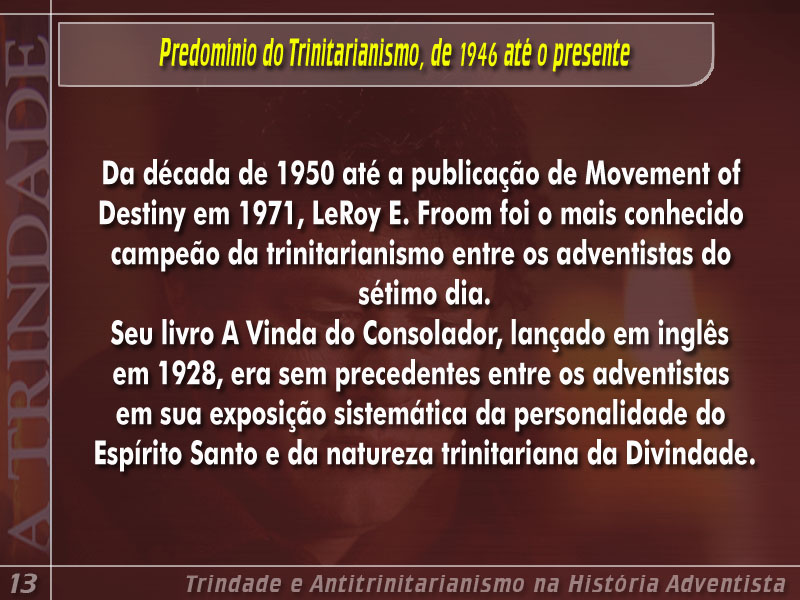 Predomínio do Trinitarianismo, de 1946 até o presente
Da década de 1950 até a publicação de Movement of
Destiny em 1971, LeRoy E. Froom foi o mais conhecido
campeão da trinitarianismo entre os adventistas do
sétimo dia.
Seu livro A Vinda do Consolador, lançado em inglês
em 1928, era sem precedentes entre os adventistas
em sua exposição sistemática da personalidade do
Espírito Santo e da natureza trinitariana da Divindade.
A TRINDADE
13
Trindade e Antitrinitarianismo na História Adventista